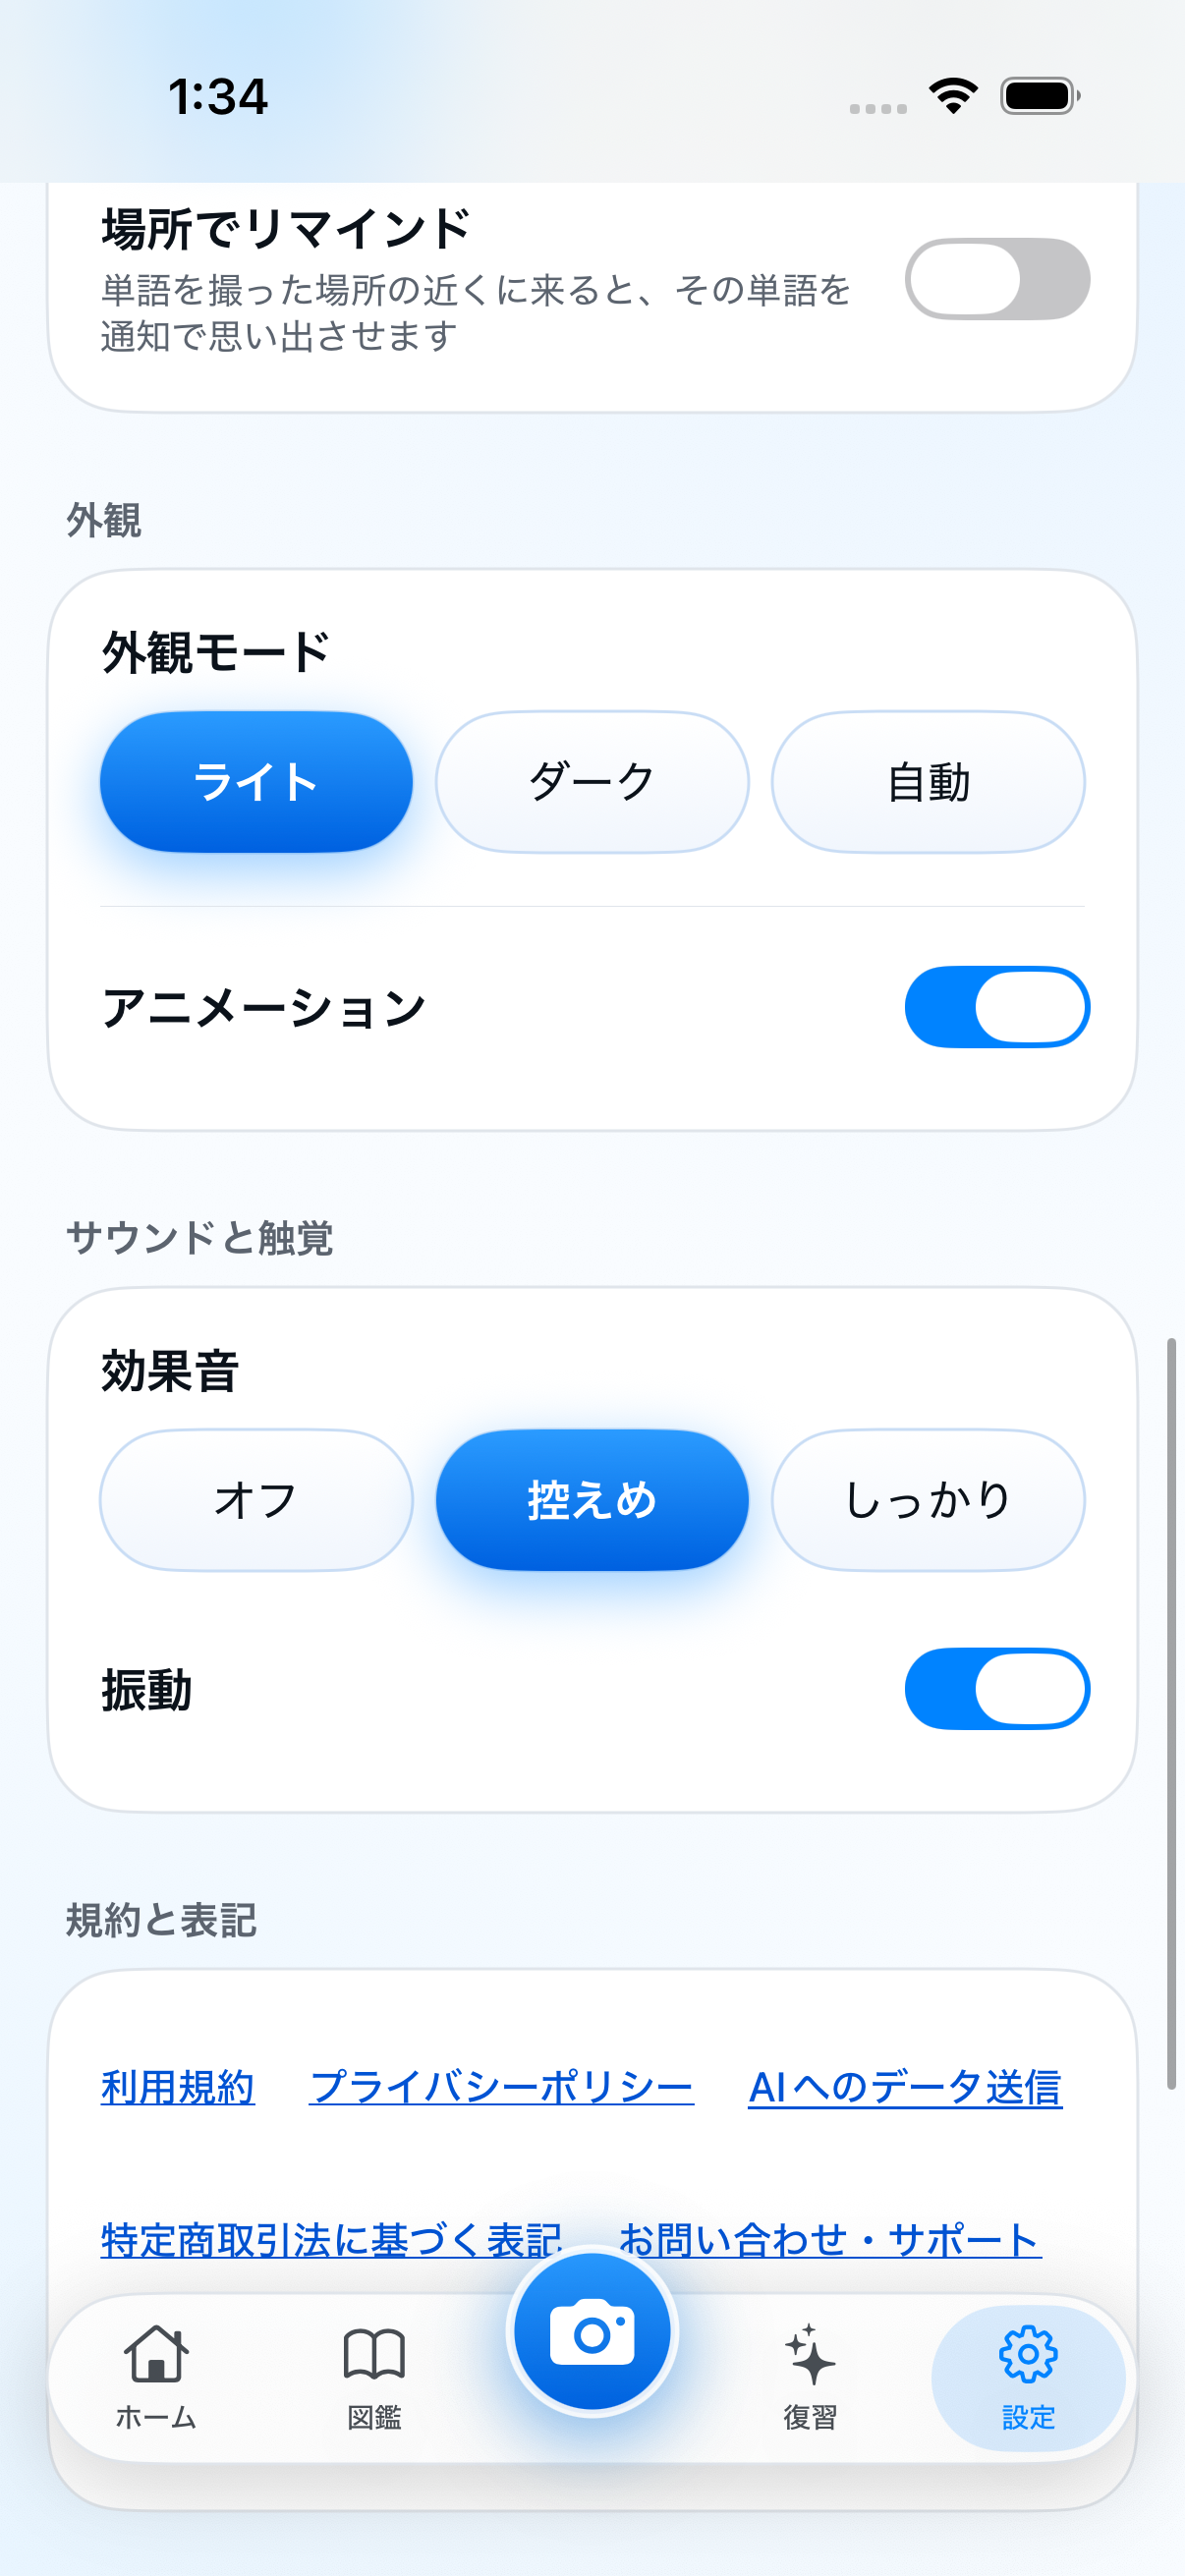 1:34
場所でリマインド
単語を撮った場所の近くに来ると、その単語を
通知で思い出させます
外観
外観モード
ライト
ダーク
自動
アニメーション
サウンドと触覚
効果音
オフ
控えめ
しっかり
振動
規約と表記
利用規約
プライバシーポリシー
AIへのデータ送信
特定商取引法に基づく表記
お問い合わせ・サポート
ホーム
図鑑
復習
設定